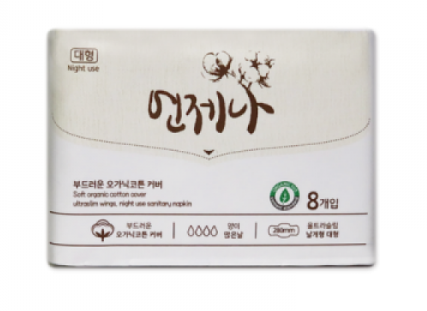 대형
Night use
언제나
부드러운 오가닉코튼 커버
Soft organic cotton cover
ultraslim wings, night use sanitary napkin
8개입
부드러운
오가닉코튼 커버
양이
많은날
280mm
울트라슬림
날개형 대형